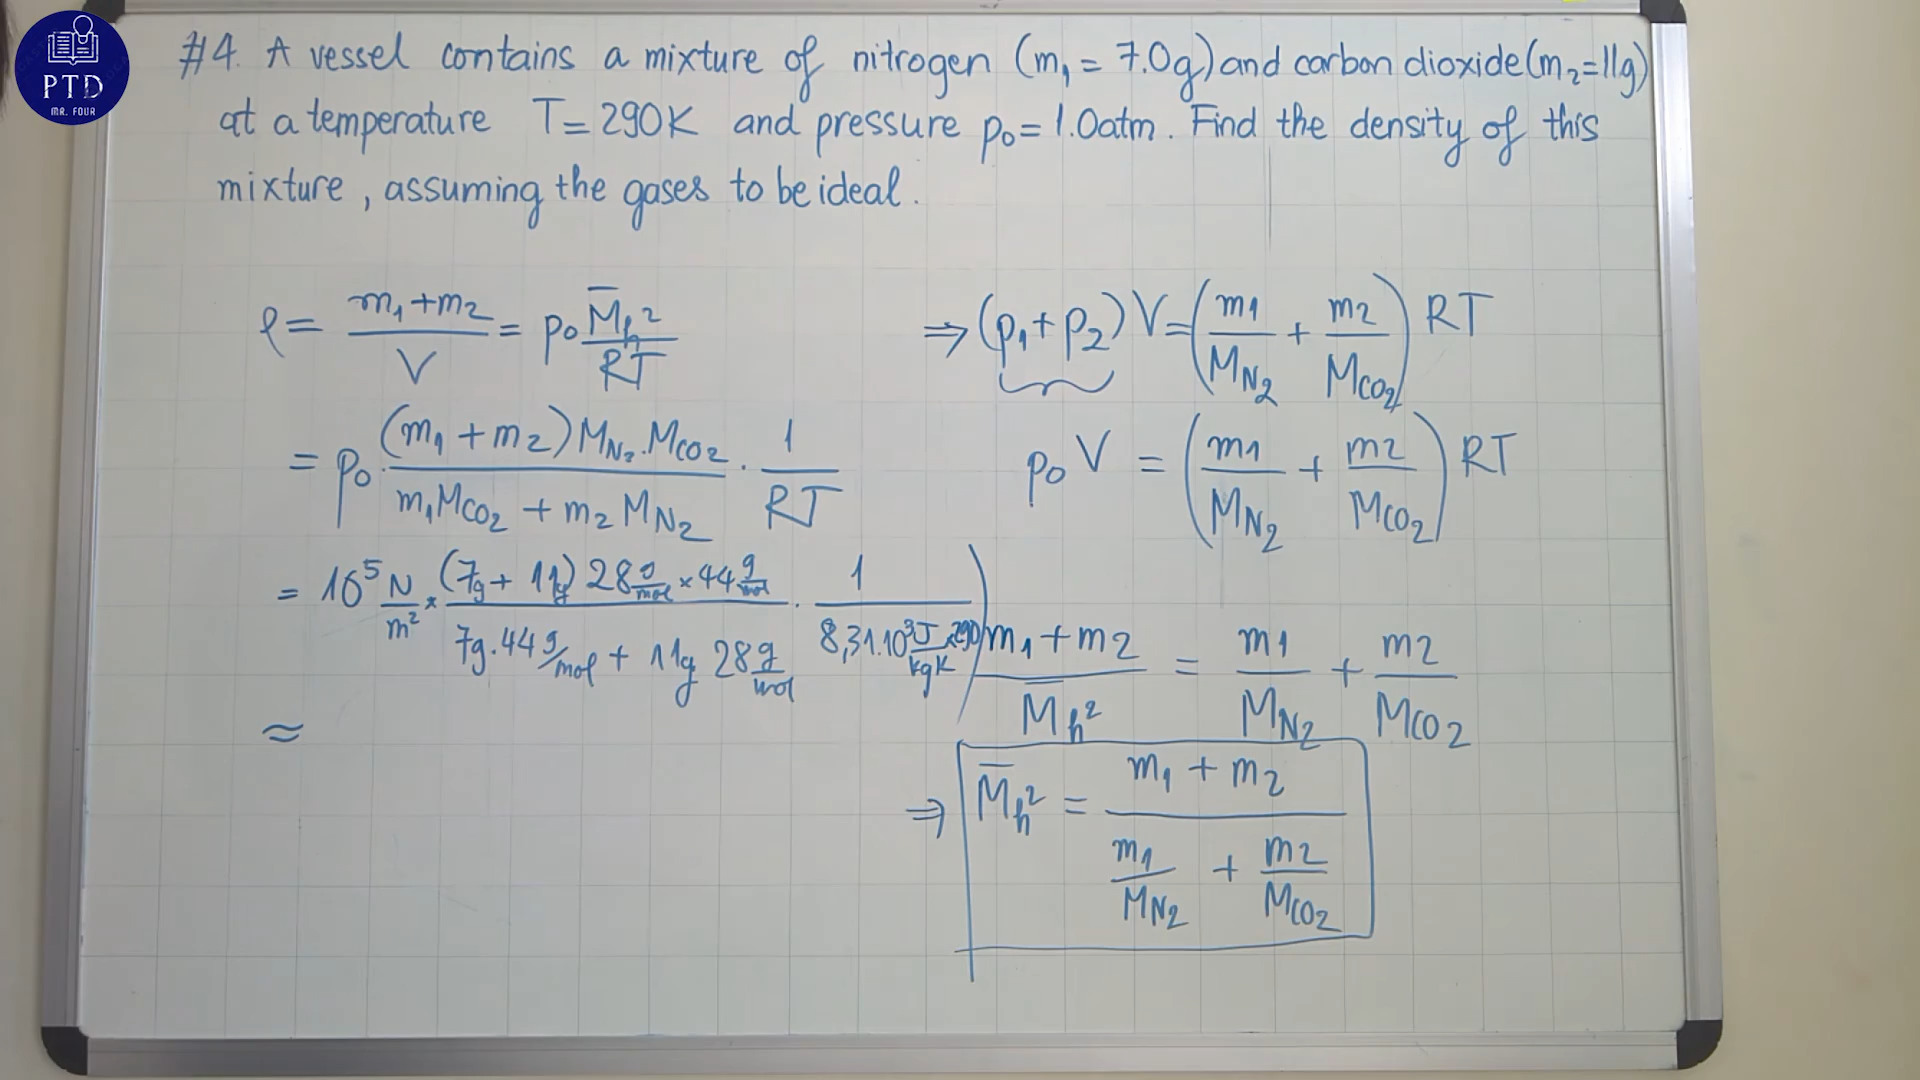 PTD
MR. FOUR
#4. A vessel contains a mixture of nitrogen (m₁ = 7.0g) and carbon dioxide (m₂=11g)
at a temperature T=290K and pressure p₀=1.0atm. Find the density of this
mixture, assuming the gases to be ideal.
ρ = (m₁+m₂)/V = p₀ M̄h²/RT
= p₀ · (m₁+m₂)M_N₂.M_CO₂/(m₁M_CO₂ + m₂M_N₂) · 1/RT
= 10⁵ N/m² × (7g + 11g) 28 g/mol × 44 g/mol / (7g.44 g/mol + 11g 28 g/mol) · 1/(8,31.10³ J/kgK × 290)
≈
⇒ (p₁+p₂)V = (m₁/M_N₂ + m₂/M_CO₂) RT
p₀V = (m₁/M_N₂ + m₂/M_CO₂) RT
(m₁+m₂)/M̄h² = m₁/M_N₂ + m₂/M_CO₂
⇒ M̄h² = (m₁+m₂)/(m₁/M_N₂ + m₂/M_CO₂)